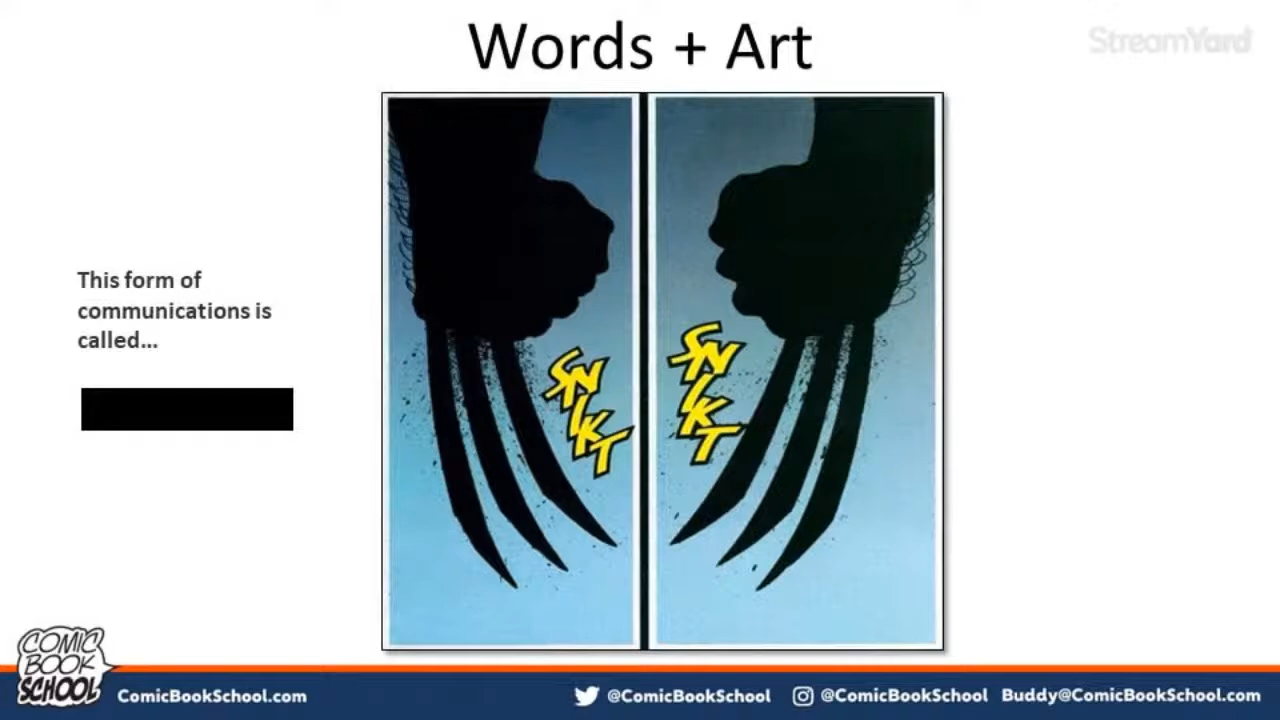 Words + Art
StreamYard
This form of
communications is
called...
SNIKT
SNIKT
COMIC
BOOK
SCHOOL
ComicBookSchool.com
@ComicBookSchool
@ComicBookSchool
Buddy@ComicBookSchool.com